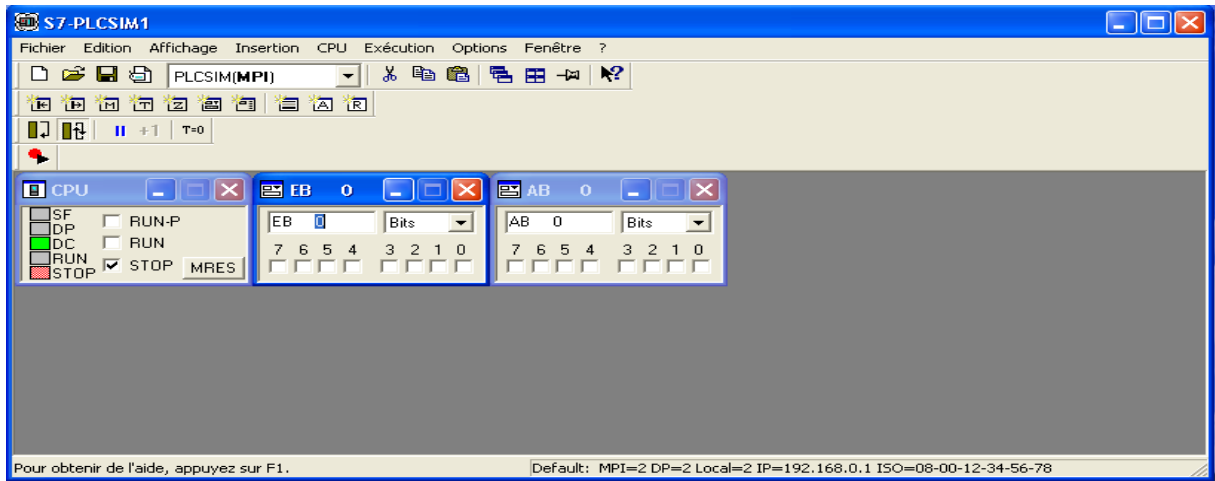 S7-PLCSIM1
Fichier Edition Affichage Insertion CPU Exécution Options Fenêtre ?
PLCSIM(MPI)
+1 T=0
CPU
SF
DP
DC
RUN
STOP
RUN-P
RUN
STOP
MRES
EB 0
EB 0 Bits
7 6 5 4 3 2 1 0
AB 0
AB 0 Bits
7 6 5 4 3 2 1 0
Pour obtenir de l'aide, appuyez sur F1.
Default: MPI=2 DP=2 Local=2 IP=192.168.0.1 ISO=08-00-12-34-56-78